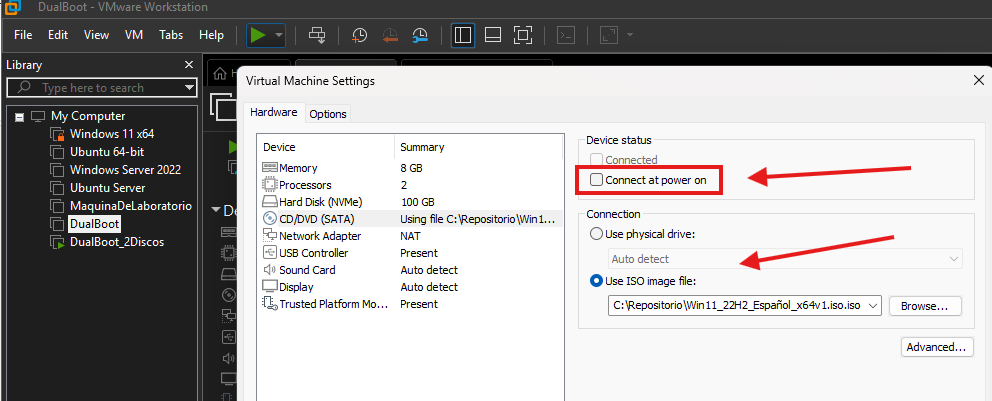 DualBoot - VMware Workstation
File Edit View VM Tabs Help
Library
Type here to search
My Computer
Windows 11 x64
Ubuntu 64-bit
Windows Server 2022
Ubuntu Server
MaquinaDeLaboratorio
DualBoot
DualBoot_2Discos
Virtual Machine Settings
Hardware Options
Device Summary
Memory 8 GB
Processors 2
Hard Disk (NVMe) 100 GB
CD/DVD (SATA) Using file C:\Repositorio\Win1...
Network Adapter NAT
USB Controller Present
Sound Card Auto detect
Display Auto detect
Trusted Platform Mo... Present
Device status
Connected
Connect at power on
Connection
Use physical drive:
Auto detect
Use ISO image file:
C:\Repositorio\Win11_22H2_Español_x64v1.iso.iso
Browse...
Advanced...